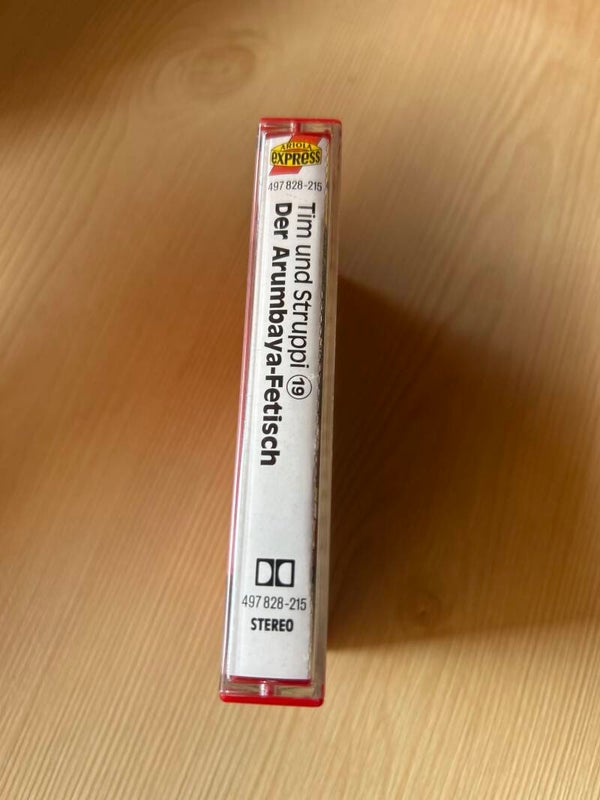 ARIOLA
express
497 828-215
Tim und Struppi 19
Der Arumbaya-Fetisch
497 828-215
STEREO